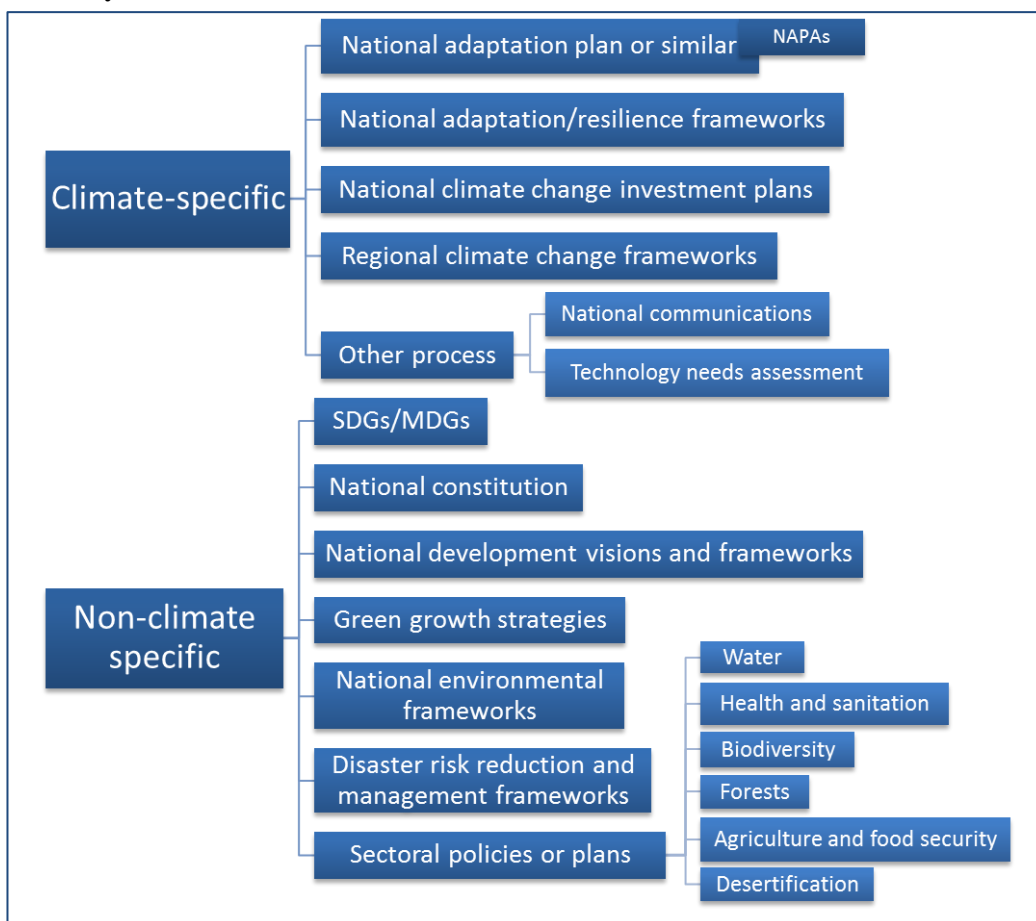 National adaptation plan or similar
NAPAs
National adaptation/resilience frameworks
Climate-specific
National climate change investment plans
Regional climate change frameworks
Other process
National communications
Technology needs assessment
SDGs/MDGs
National constitution
National development visions and frameworks
Non-climate
specific
Green growth strategies
National environmental
frameworks
Disaster risk reduction and
management frameworks
Sectoral policies or plans
Water
Health and sanitation
Biodiversity
Forests
Agriculture and food security
Desertification